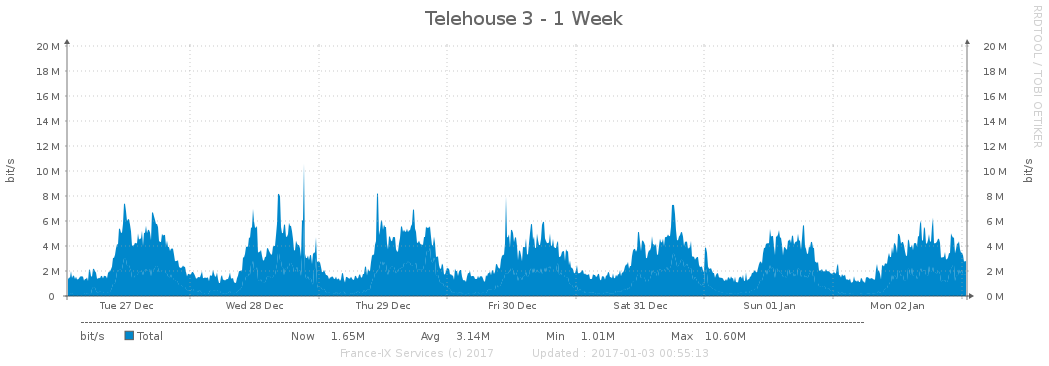 Telehouse 3 - 1 Week
RRDTOOL / TOBI OETIKER
bit/s
bit/s
20 M 20 M
18 M 18 M
16 M 16 M
14 M 14 M
12 M 12 M
10 M 10 M
8 M 8 M
6 M 6 M
4 M 4 M
2 M 2 M
0 0 M
Tue 27 Dec Wed 28 Dec Thu 29 Dec Fri 30 Dec Sat 31 Dec Sun 01 Jan Mon 02 Jan
bit/s Total Now 1.65M Avg 3.14M Min 1.01M Max 10.60M
France-IX Services (c) 2017 Updated : 2017-01-03 00:55:13